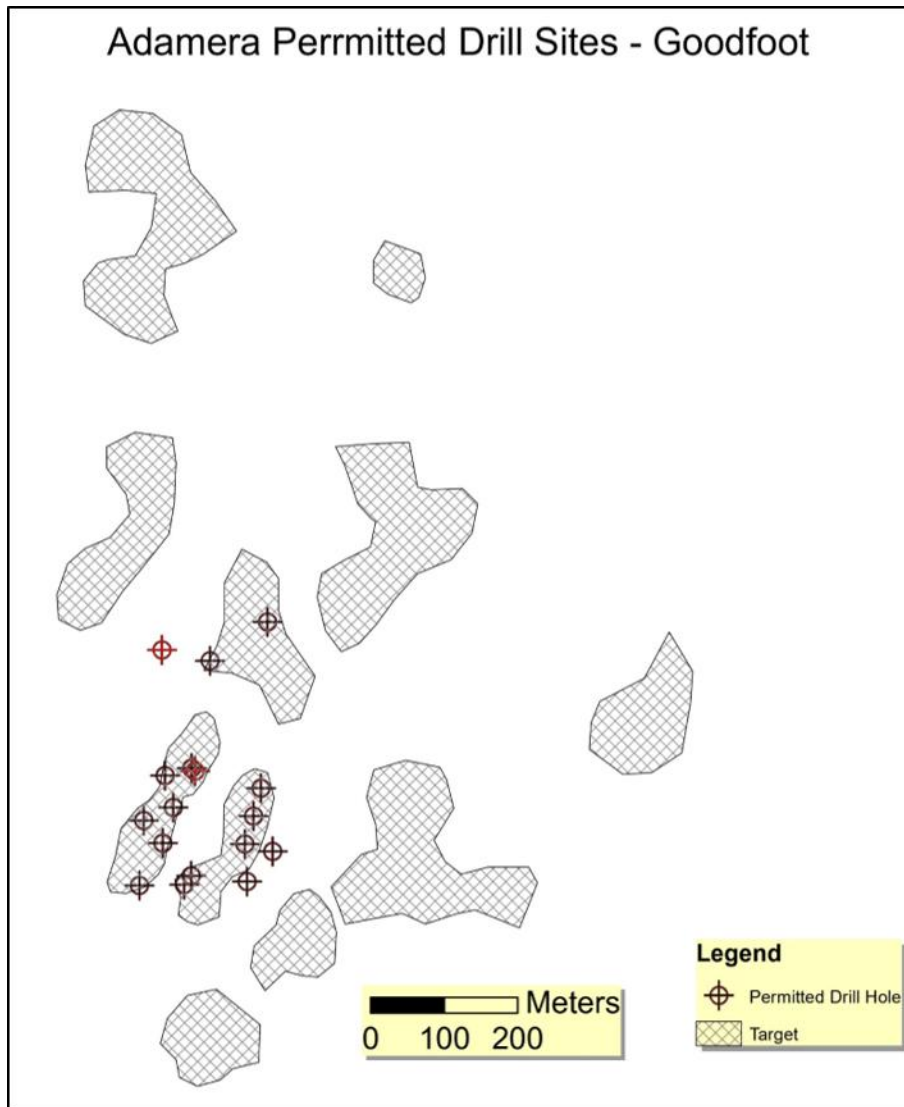 Adamera Perrmitted Drill Sites - Goodfoot
Legend
Permitted Drill Hole
Target
Meters
0 100 200